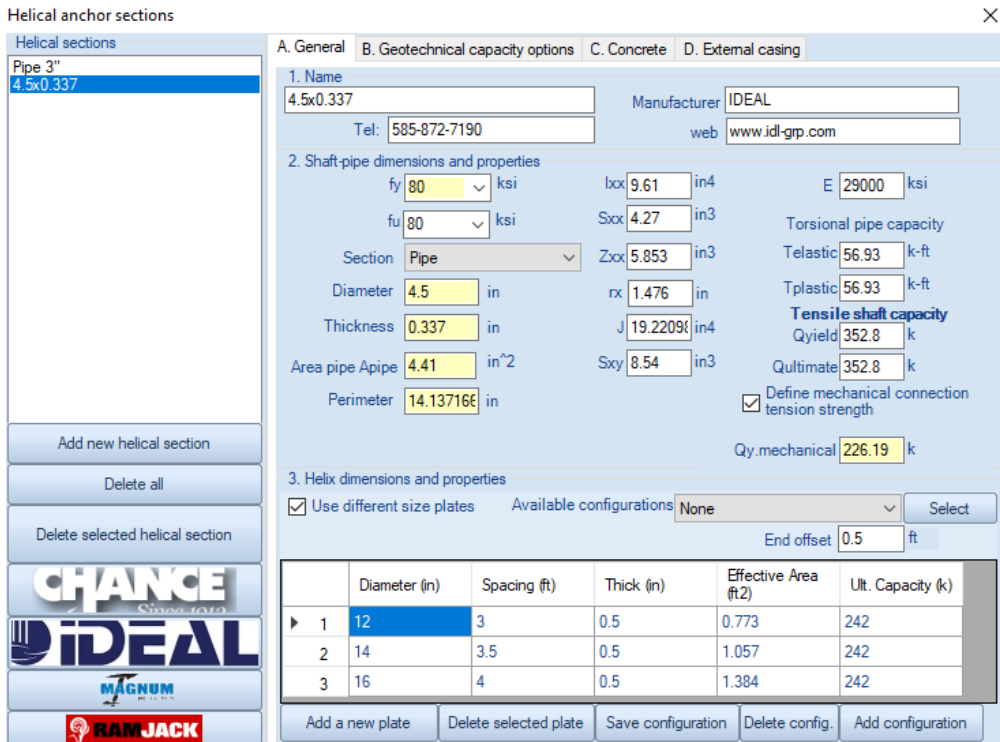 Helical anchor sections
Helical sections
Pipe 3"
4.5x0.337
Add new helical section
Delete all
Delete selected helical section
CHANCE
Since 1912
IDEAL
MAGNUM
RAMJACK
A. General B. Geotechnical capacity options C. Concrete D. External casing
1. Name
4.5x0.337 Manufacturer IDEAL
Tel: 585-872-7190 web www.idl-grp.com
2. Shaft-pipe dimensions and properties
fy 80 ksi Ixx 9.61 in4 E 29000 ksi
fu 80 ksi Sxx 4.27 in3 Torsional pipe capacity
Section Pipe Zxx 5.853 in3 Telastic 56.93 k-ft
Diameter 4.5 in rx 1.476 in Tplastic 56.93 k-ft
Tensile shaft capacity
Thickness 0.337 in J 19.22098 in4 Qyield 352.8 k
Area pipe Apipe 4.41 in^2 Sxy 8.54 in3 Qultimate 352.8 k
Perimeter 14.137166 in Define mechanical connection
tension strength
Qy.mechanical 226.19 k
3. Helix dimensions and properties
Use different size plates Available configurations None Select
End offset 0.5 ft
Diameter (in) Spacing (ft) Thick (in) Effective Area (ft2) Ult. Capacity (k)
1 12 3 0.5 0.773 242
2 14 3.5 0.5 1.057 242
3 16 4 0.5 1.384 242
Add a new plate Delete selected plate Save configuration Delete config. Add configuration